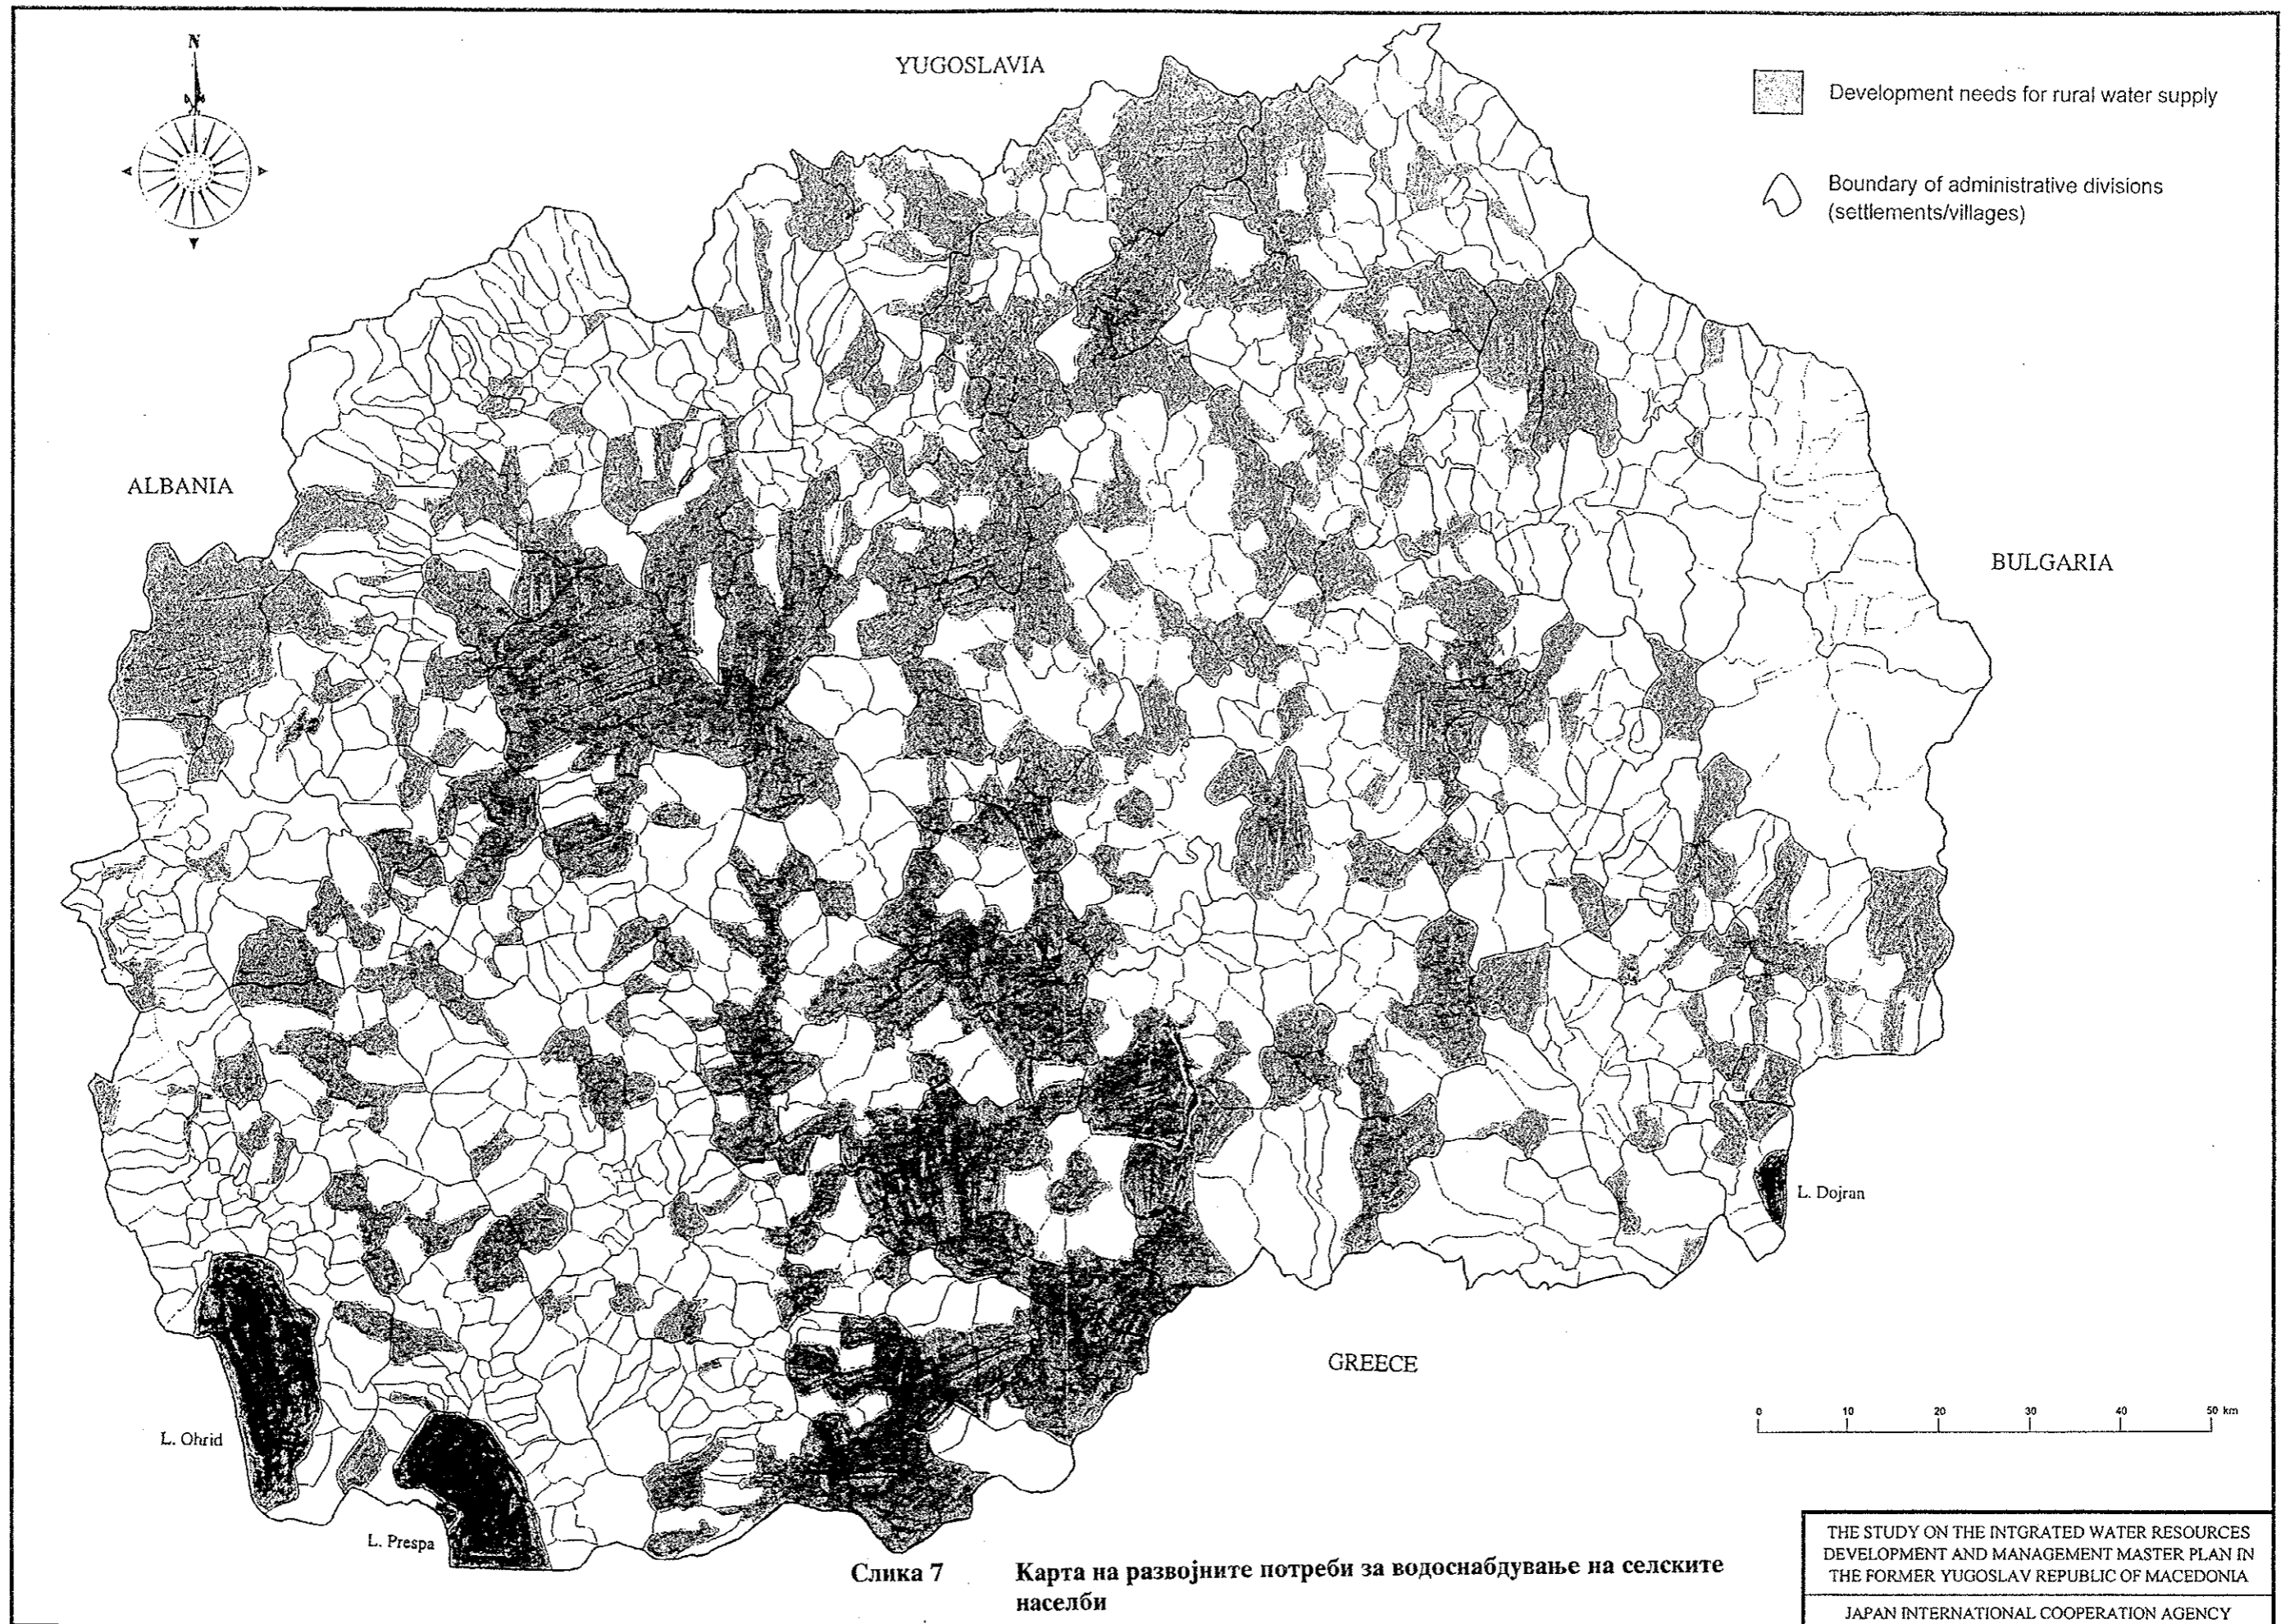 N
YUGOSLAVIA
Development needs for rural water supply
Boundary of administrative divisions
(settlements/villages)
ALBANIA
BULGARIA
L. Dojran
GREECE
0 10 20 30 40 50 km
L. Ohrid
L. Prespa
Слика 7 Карта на развојните потреби за водоснабдување на селските
населби
THE STUDY ON THE INTGRATED WATER RESOURCES
DEVELOPMENT AND MANAGEMENT MASTER PLAN IN
THE FORMER YUGOSLAV REPUBLIC OF MACEDONIA
JAPAN INTERNATIONAL COOPERATION AGENCY